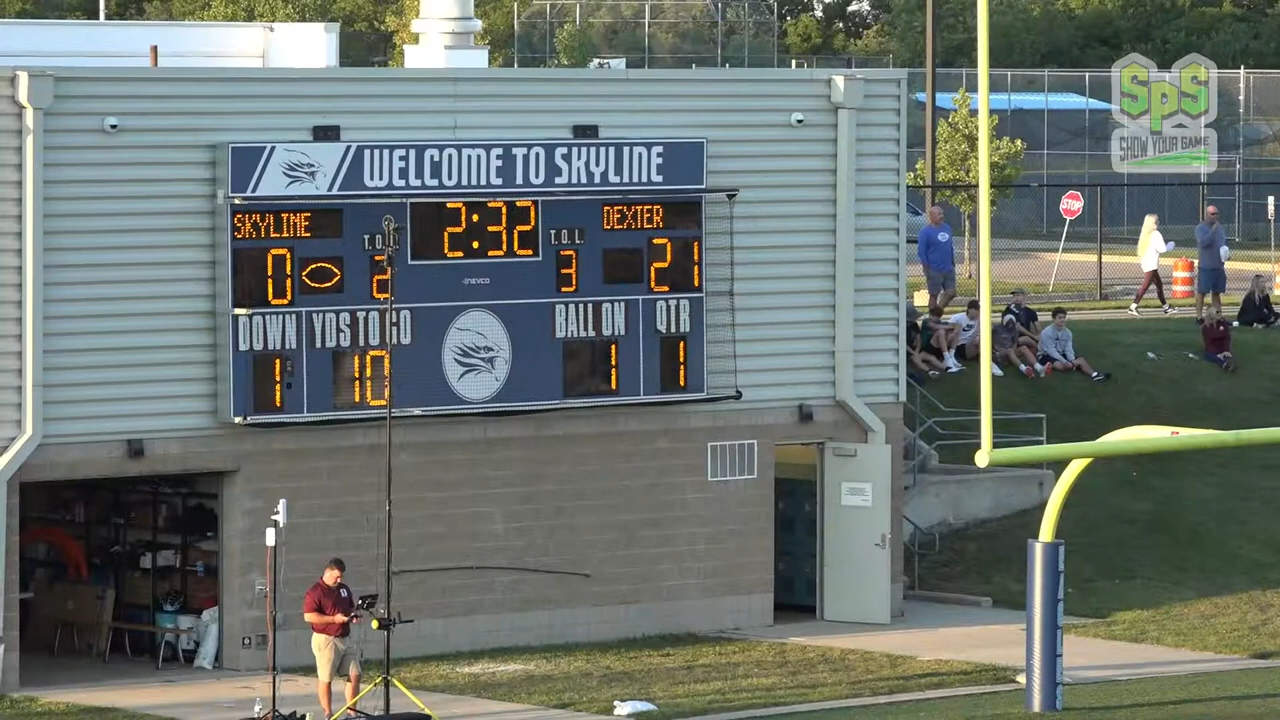 SpS
SHOW YOUR GAME
WELCOME TO SKYLINE
SKYLINE 2:32 DEXTER
T. O. L. T. O. L.
0 2 3 21
NEVCO
DOWN YDS TO GO BALL ON QTR
1 10 1 1
STOP